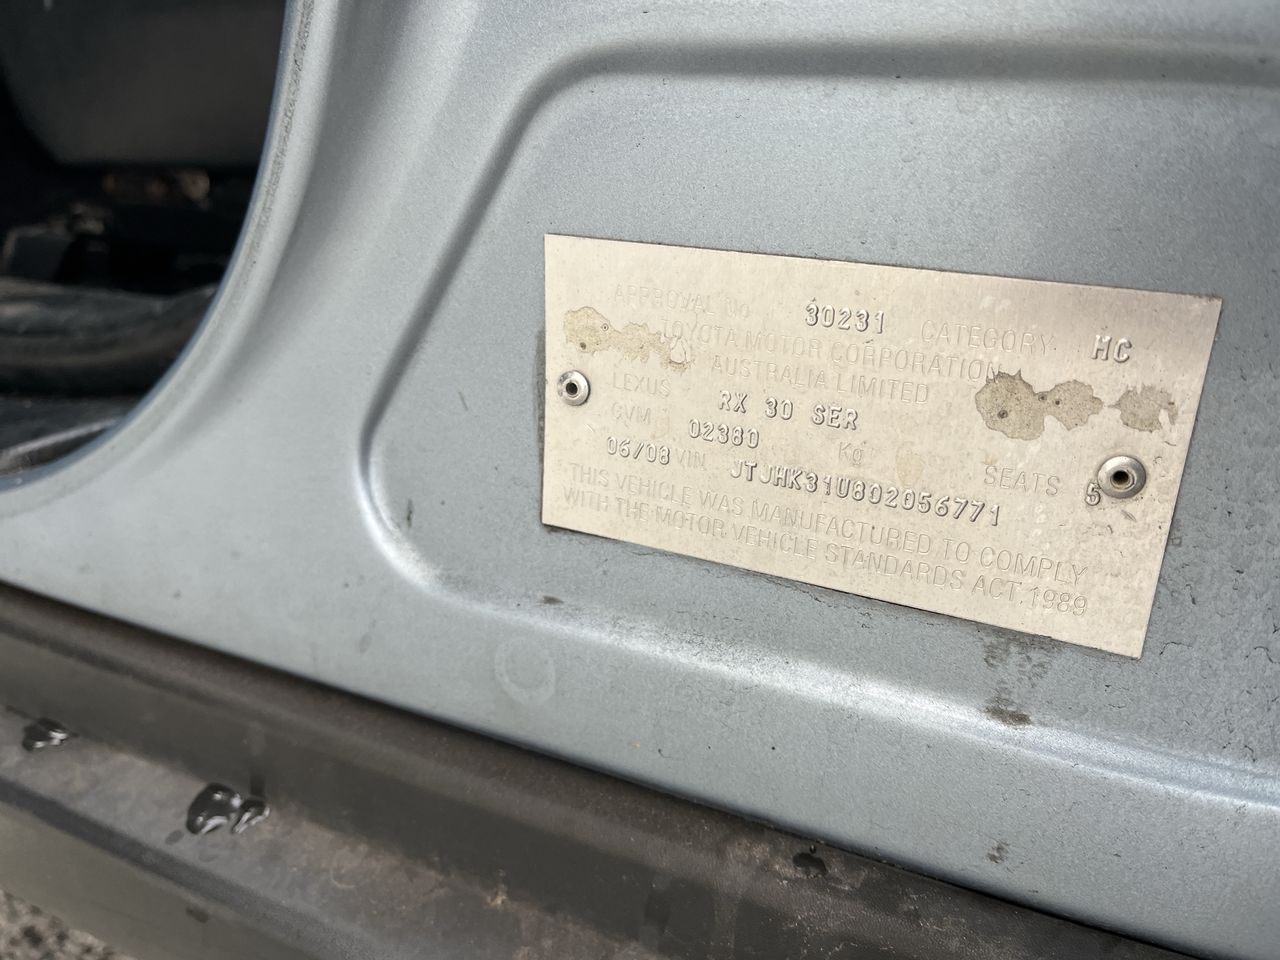 APPROVAL No 30231 CATEGORY MC
TOYOTA MOTOR CORPORATION
AUSTRALIA LIMITED
LEXUS RX 30 SER
GVM 02380 Kg SEATS 5
06/08 VIN JTJHK31U802056771
THIS VEHICLE WAS MANUFACTURED TO COMPLY
WITH THE MOTOR VEHICLE STANDARDS ACT. 1989